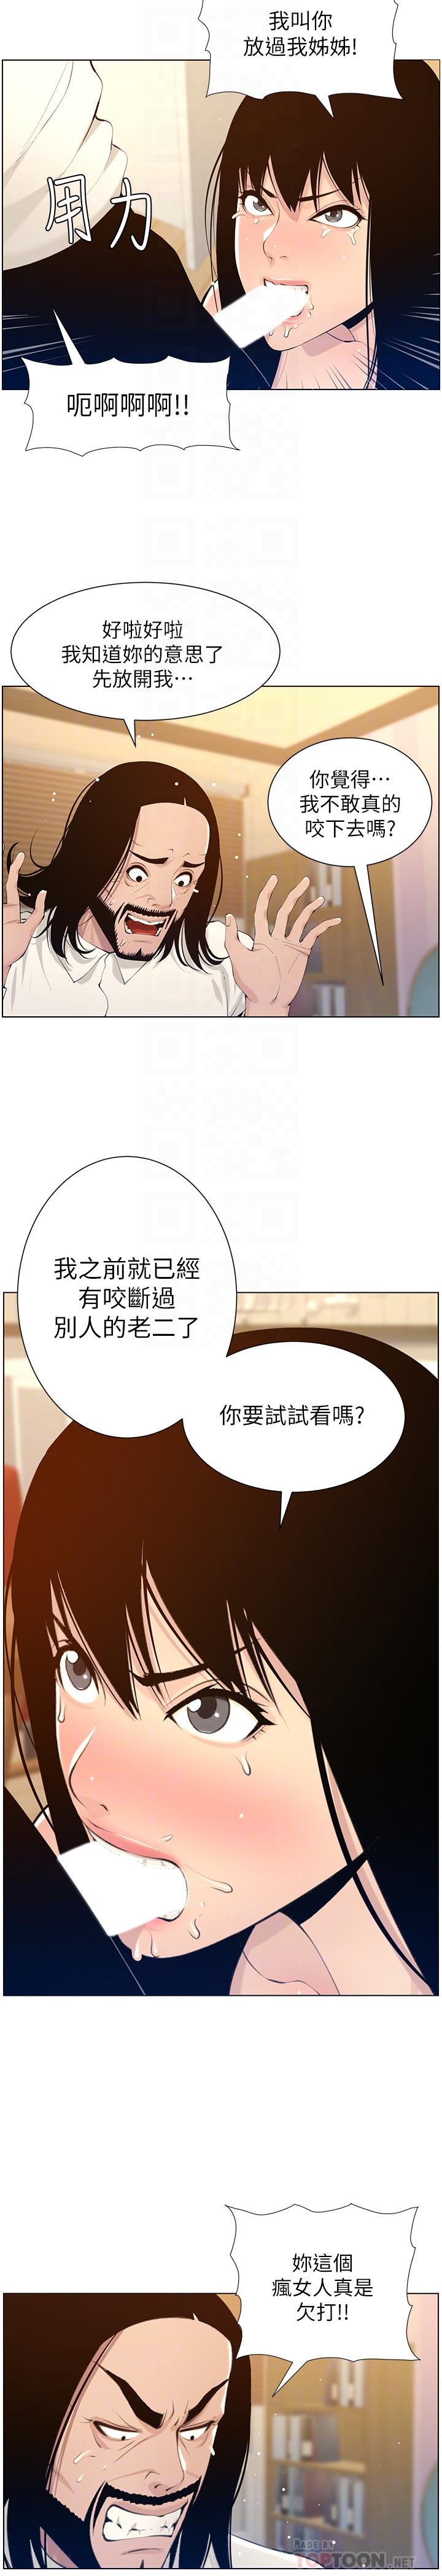 我叫你
放過我姊姊!
用力
呃啊啊啊!!
好啦好啦
我知道妳的意思了
先放開我…
你覺得…
我不敢真的
咬下去嗎?
我之前就已經
有咬斷過
別人的老二了
你要試試看嗎?
妳這個
瘋女人真是
欠打!!
MADE BY
TOPTOON.NET